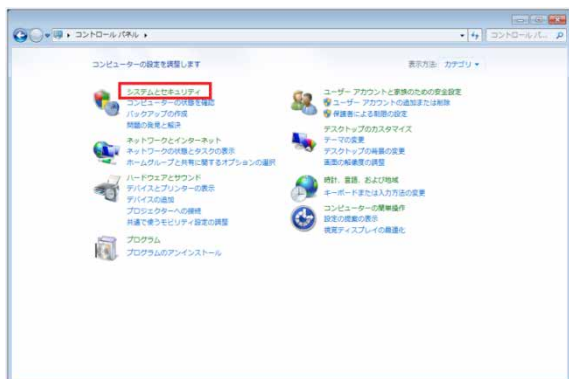 コントロール パネル
コントロール パ...
コンピューターの設定を調整します
表示方法: カテゴリ
システムとセキュリティ
コンピューターの状態を確認
バックアップの作成
問題の発見と解決
ネットワークとインターネット
ネットワークの状態とタスクの表示
ホームグループと共有に関するオプションの選択
ハードウェアとサウンド
デバイスとプリンターの表示
デバイスの追加
プロジェクターへの接続
共通で使うモビリティ設定の調整
プログラム
プログラムのアンインストール
ユーザー アカウントと家族のための安全設定
ユーザー アカウントの追加または削除
保護者による制限の設定
デスクトップのカスタマイズ
テーマの変更
デスクトップの背景の変更
画面の解像度の調整
時計、言語、および地域
キーボードまたは入力方法の変更
コンピューターの簡単操作
設定の提案の表示
視覚ディスプレイの最適化